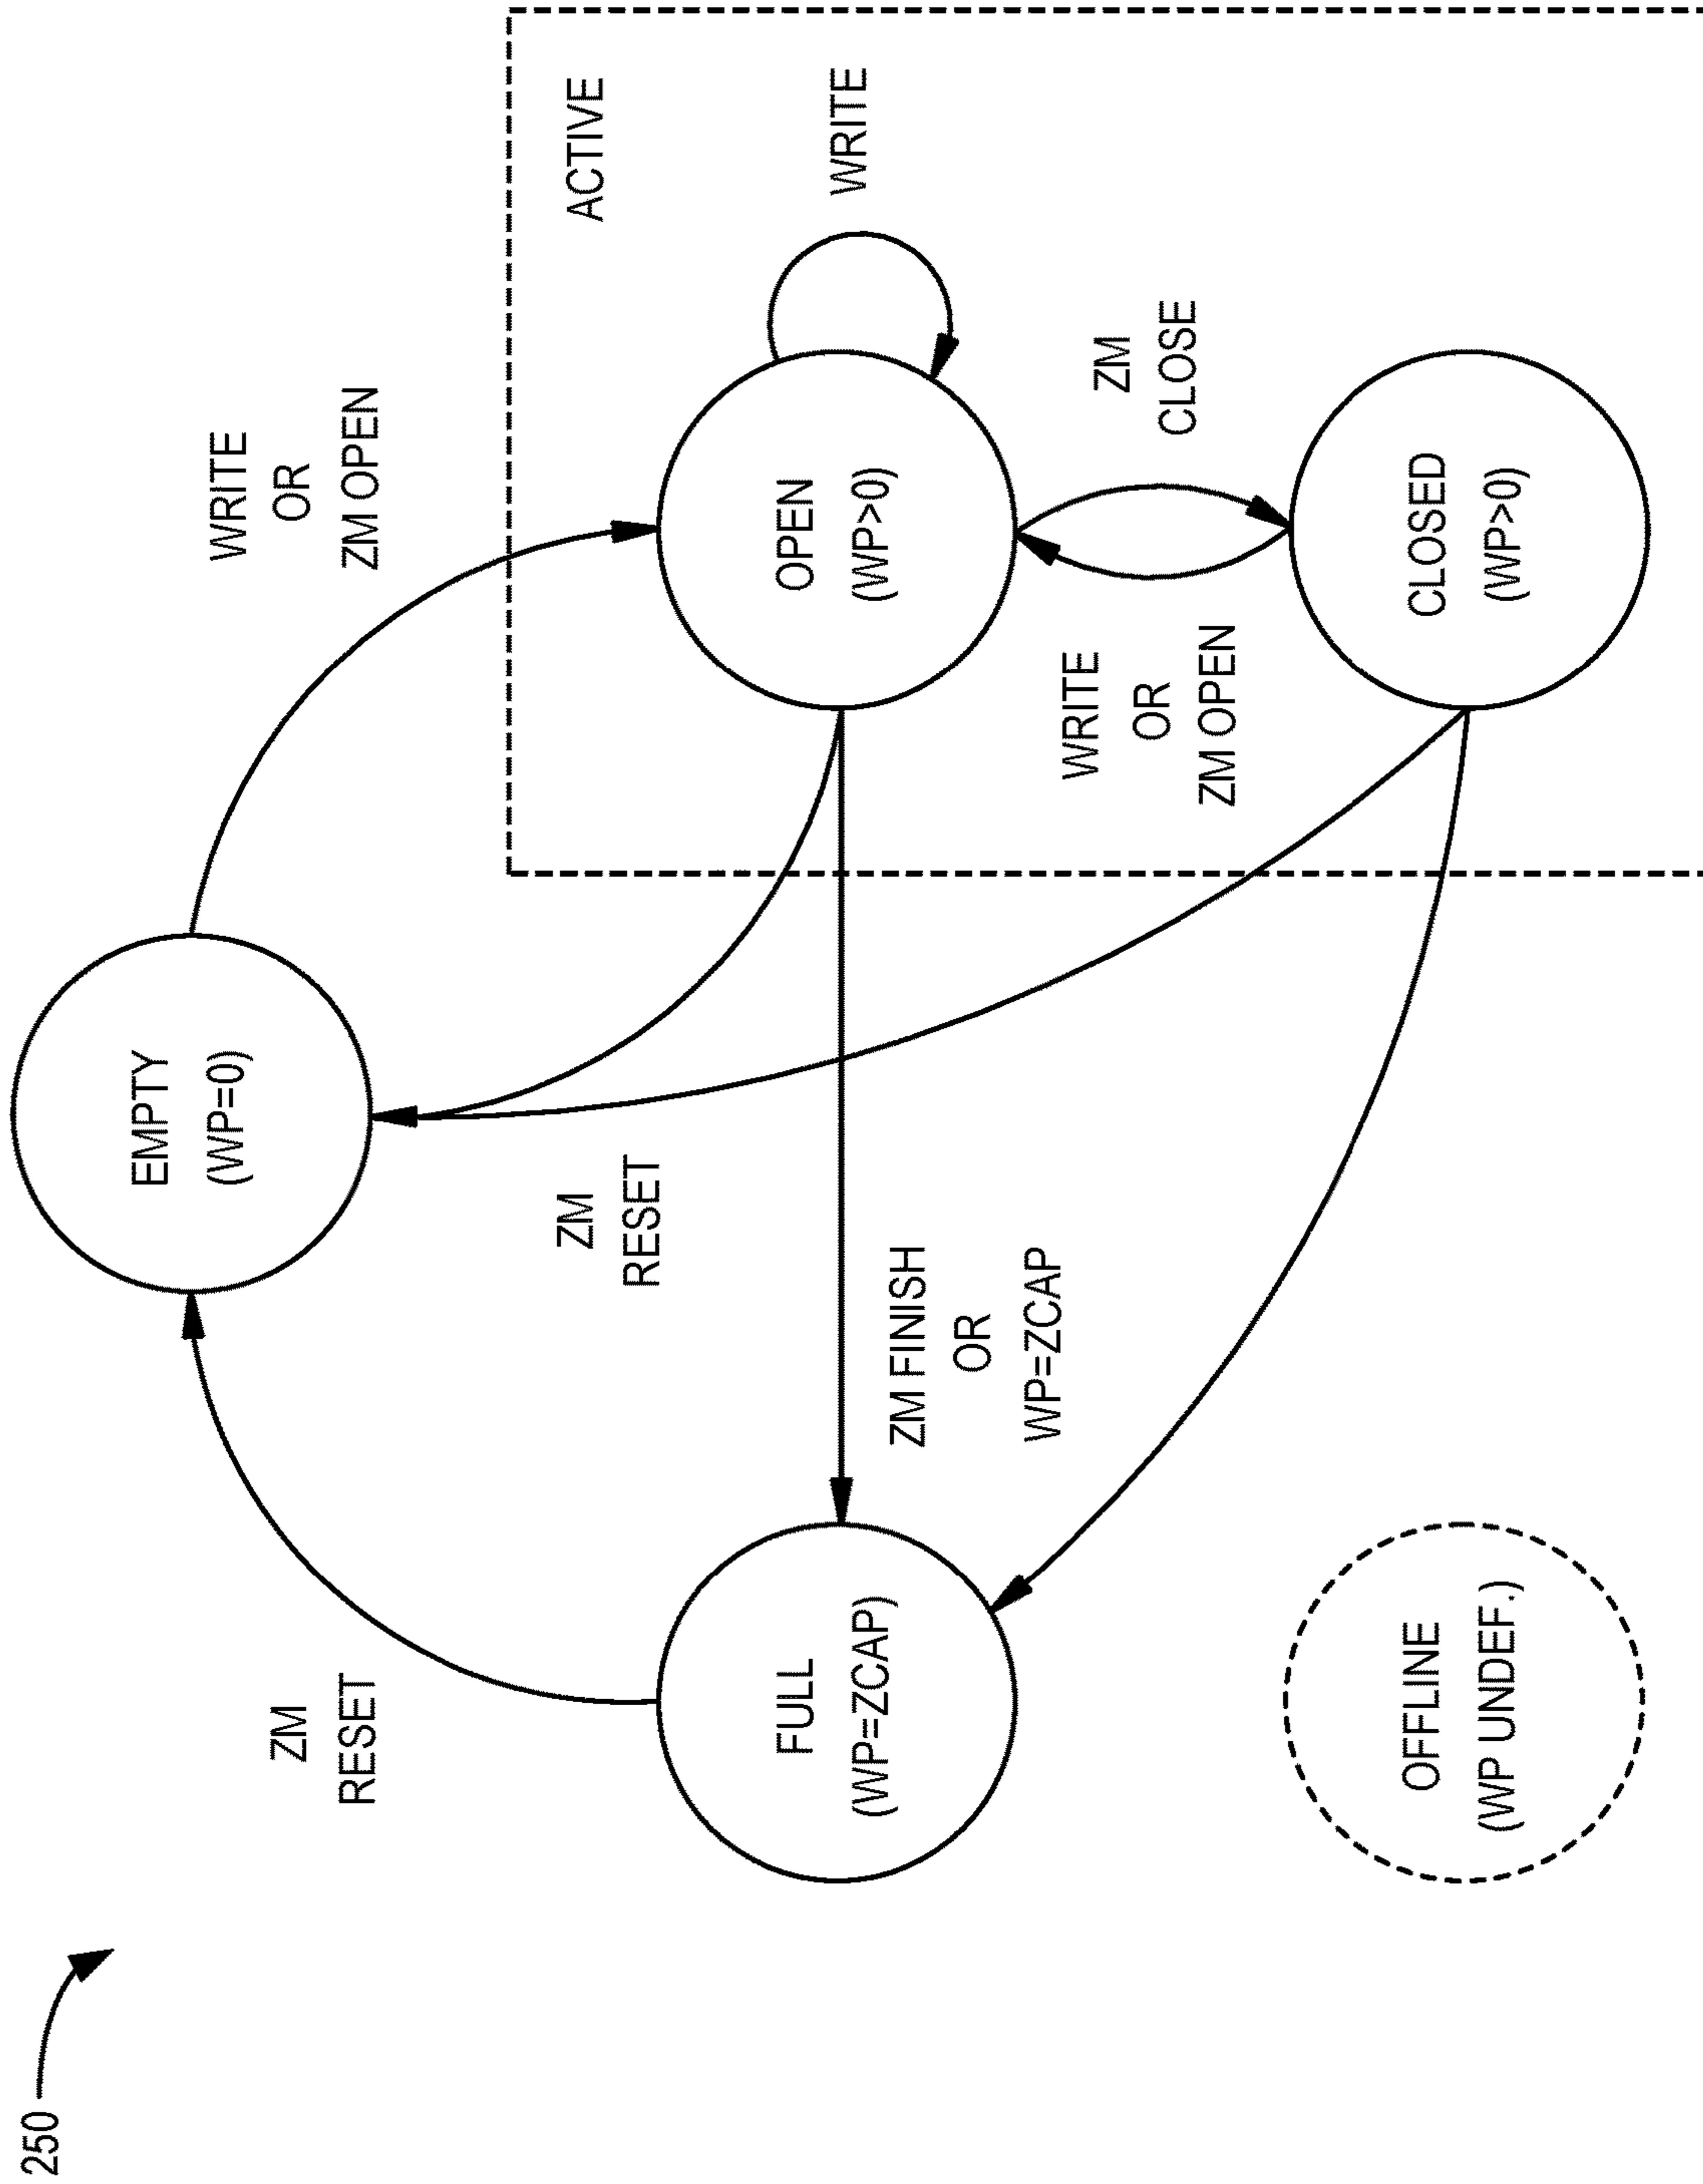 250
EMPTY
(WP=0)
ZM
RESET
WRITE
OR
ZM OPEN
ZM
RESET
ACTIVE
FULL
(WP=ZCAP)
OPEN
(WP>0)
WRITE
ZM FINISH
OR
WP=ZCAP
WRITE
OR
ZM OPEN
ZM
CLOSE
OFFLINE
(WP UNDEF.)
CLOSED
(WP>0)